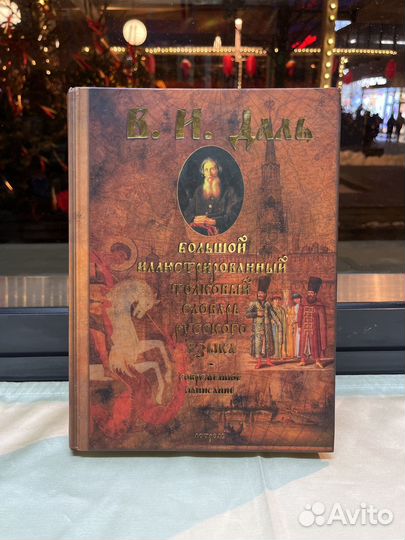 В. И. Даль
БОЛЬШОЙ
ИЛЛЮСТРИРОВАННЫЙ
ТОЛКОВЫЙ
СЛОВАРЬ
РУССКОГО
ЯЗЫКА
СОВРЕМЕННОЕ
НАПИСАНИЕ
АСТРЕЛЬ
Avito